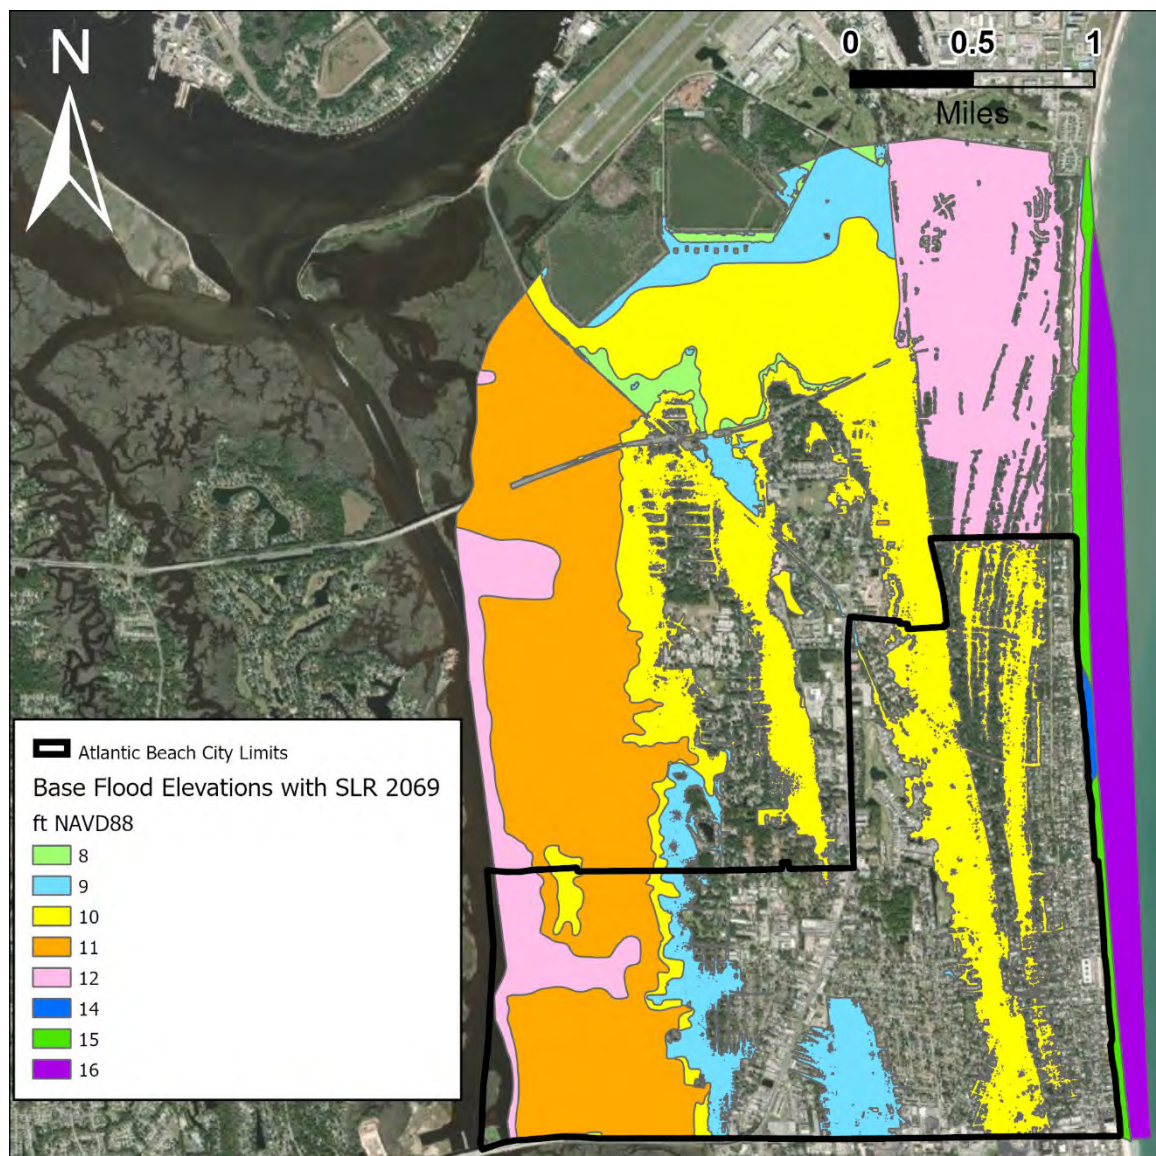 N
0 0.5 1
Miles
Atlantic Beach City Limits
Base Flood Elevations with SLR 2069
ft NAVD88
8
9
10
11
12
14
15
16